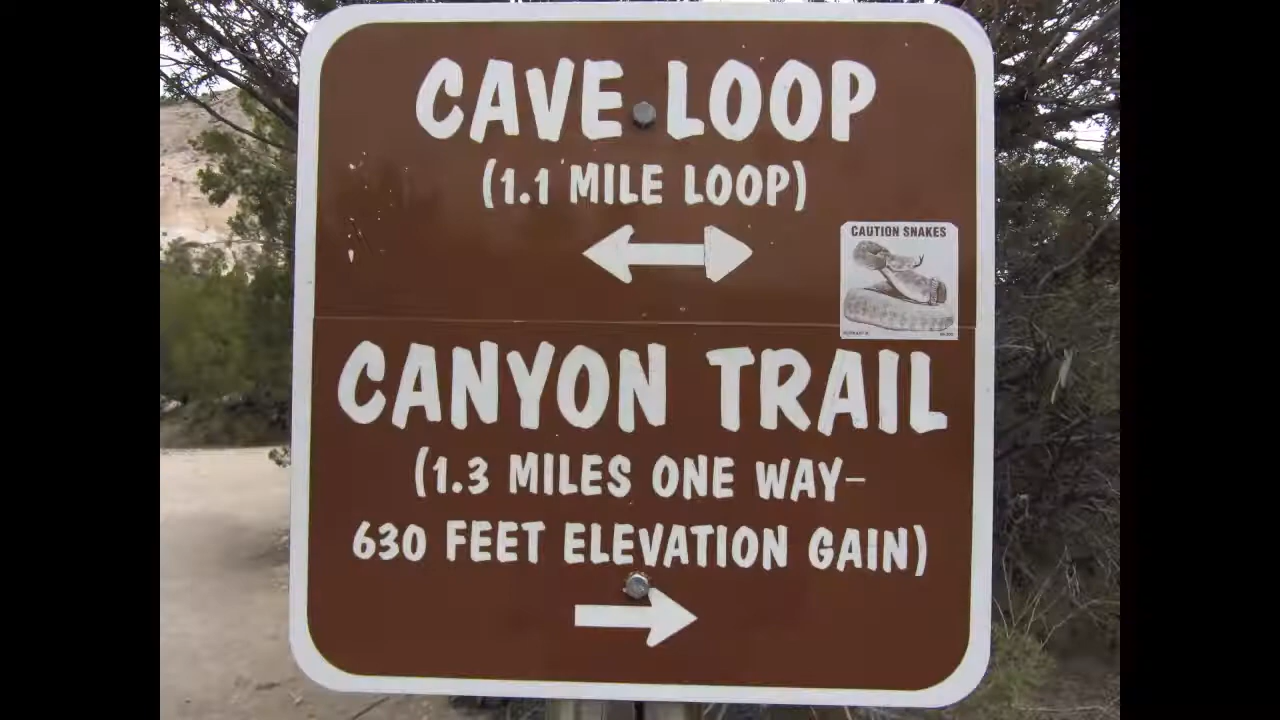 CAVE LOOP
(1.1 MILE LOOP)
CAUTION SNAKES
CANYON TRAIL
(1.3 MILES ONE WAY–
630 FEET ELEVATION GAIN)